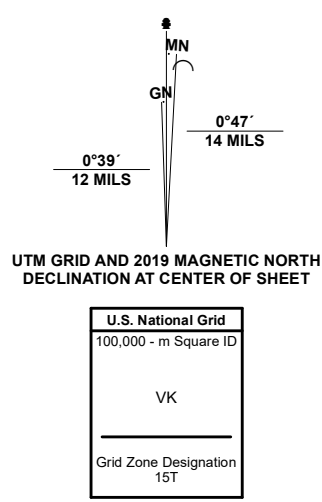 MN
GN
0°47´
14 MILS
0°39´
12 MILS
UTM GRID AND 2019 MAGNETIC NORTH
DECLINATION AT CENTER OF SHEET
U.S. National Grid
100,000 - m Square ID
VK
Grid Zone Designation
15T